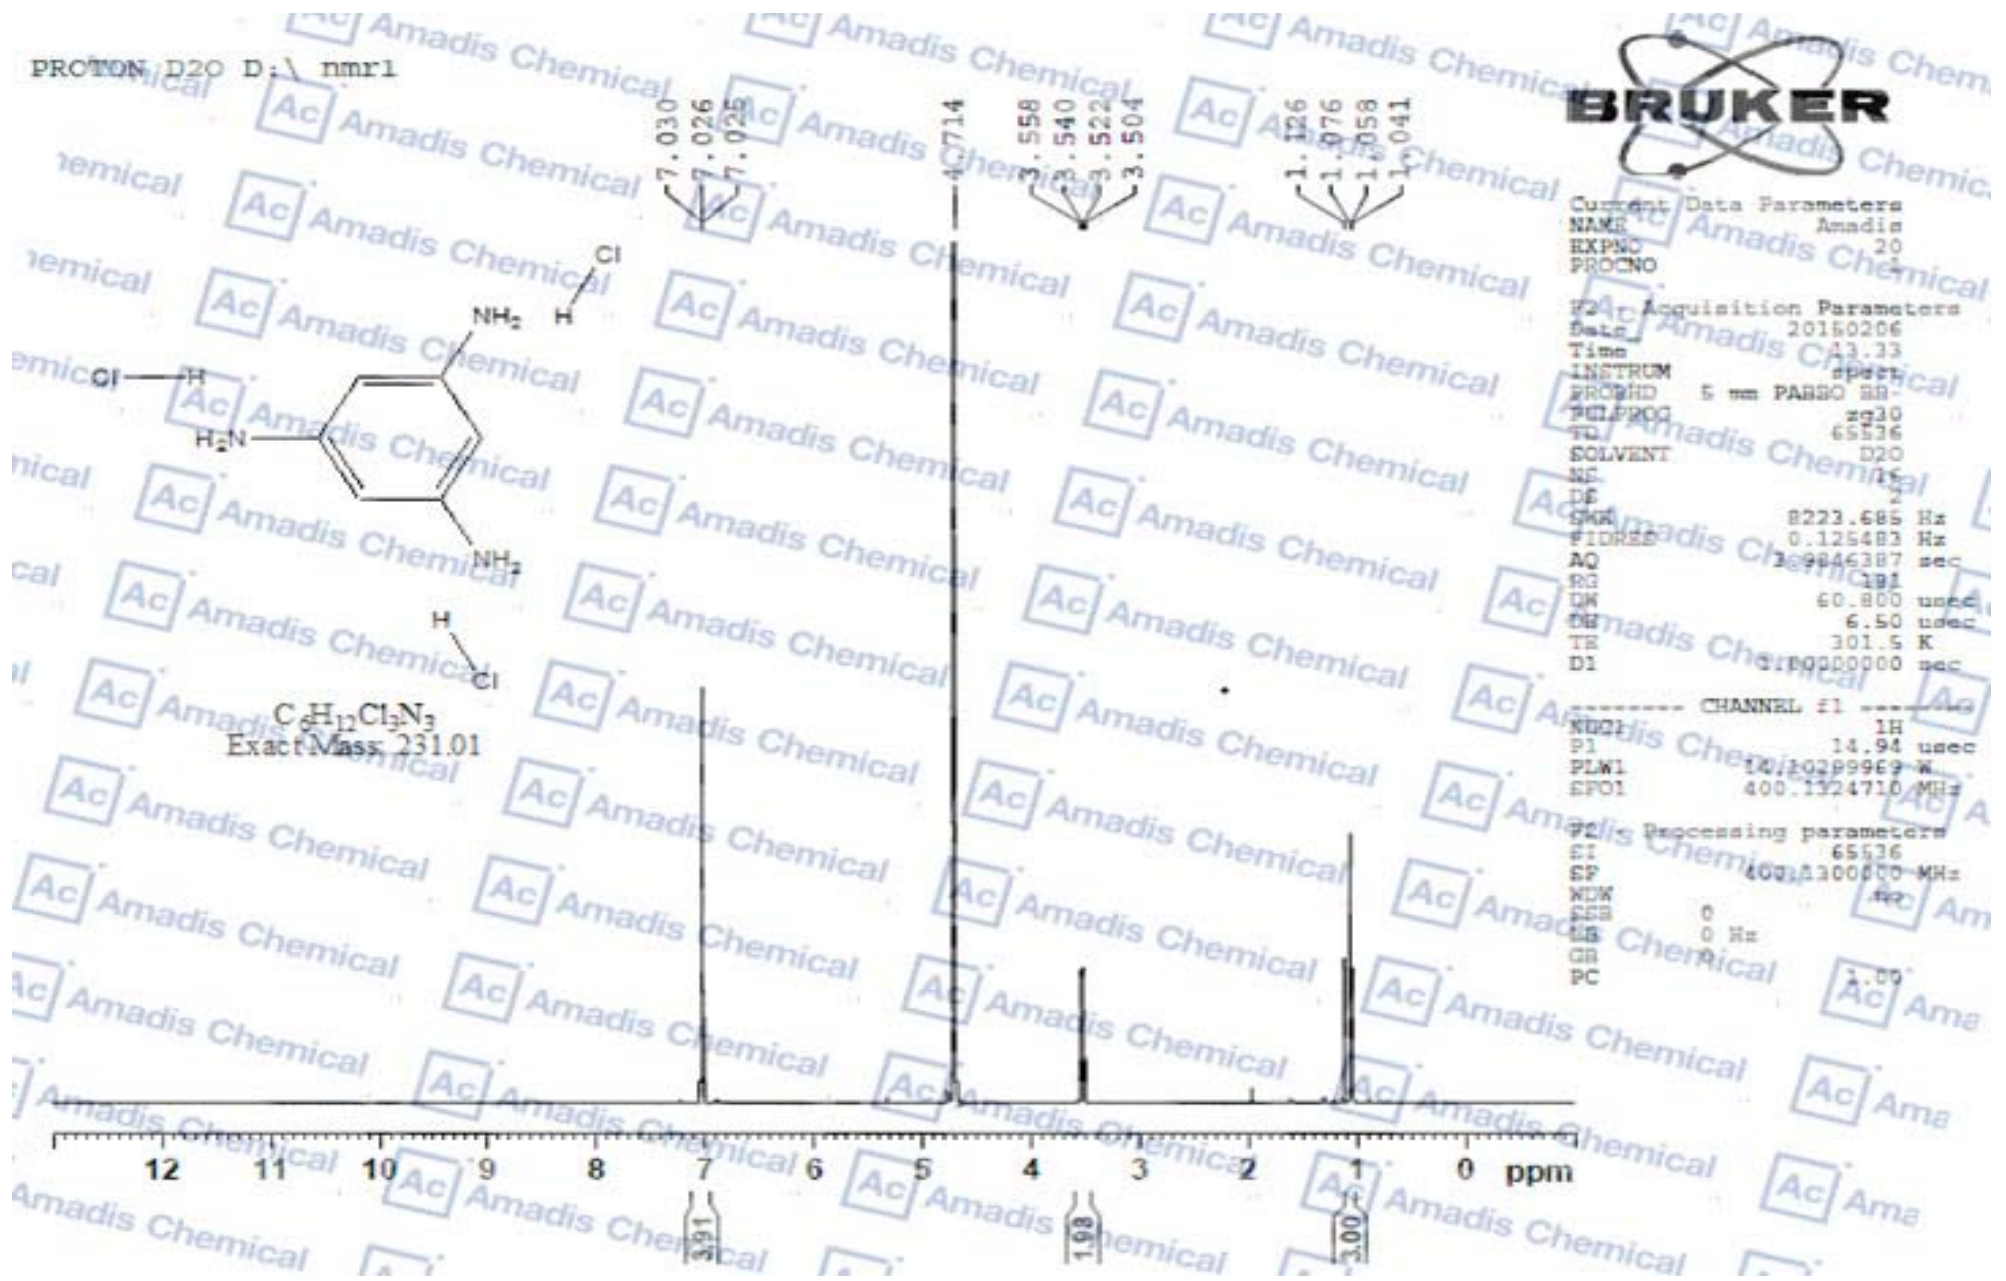 PROTON D2O D:\ nmr1
7.030
7.026
7.025
4.714
3.558
3.540
3.522
3.504
1.126
1.076
1.058
1.041
BRUKER
Current Data Parameters
NAME Amadis
EXPNO 20
PROCNO
F2 - Acquisition Parameters
Date_ 20150206
Time 13.33
INSTRUM spect
PROBHD 5 mm PABBO BB-
PULPROG zg30
TD 65536
SOLVENT D2O
NS 16
DS 2
SWH 8223.685 Hz
FIDRES 0.125483 Hz
AQ 3.9846387 sec
RG 191
DW 60.800 usec
DE 6.50 usec
TE 301.5 K
D1 1.00000000 sec
-------- CHANNEL f1 --------
NUC1 1H
P1 14.94 usec
PLW1 14.10299969 W
SFO1 400.1324710 MHz
F2 - Processing parameters
SI 65536
SF 400.1300000 MHz
WDW no
SSB 0
LB 0 Hz
GB 0
PC 1.00
Cl
H
NH2
Cl H
H2N
NH2
H
Cl
C6H12Cl3N3
Exact Mass: 231.01
12 11 10 9 8 7 6 5 4 3 2 1 0 ppm
3.91
1.98
3.00
Ac Amadis Chemical